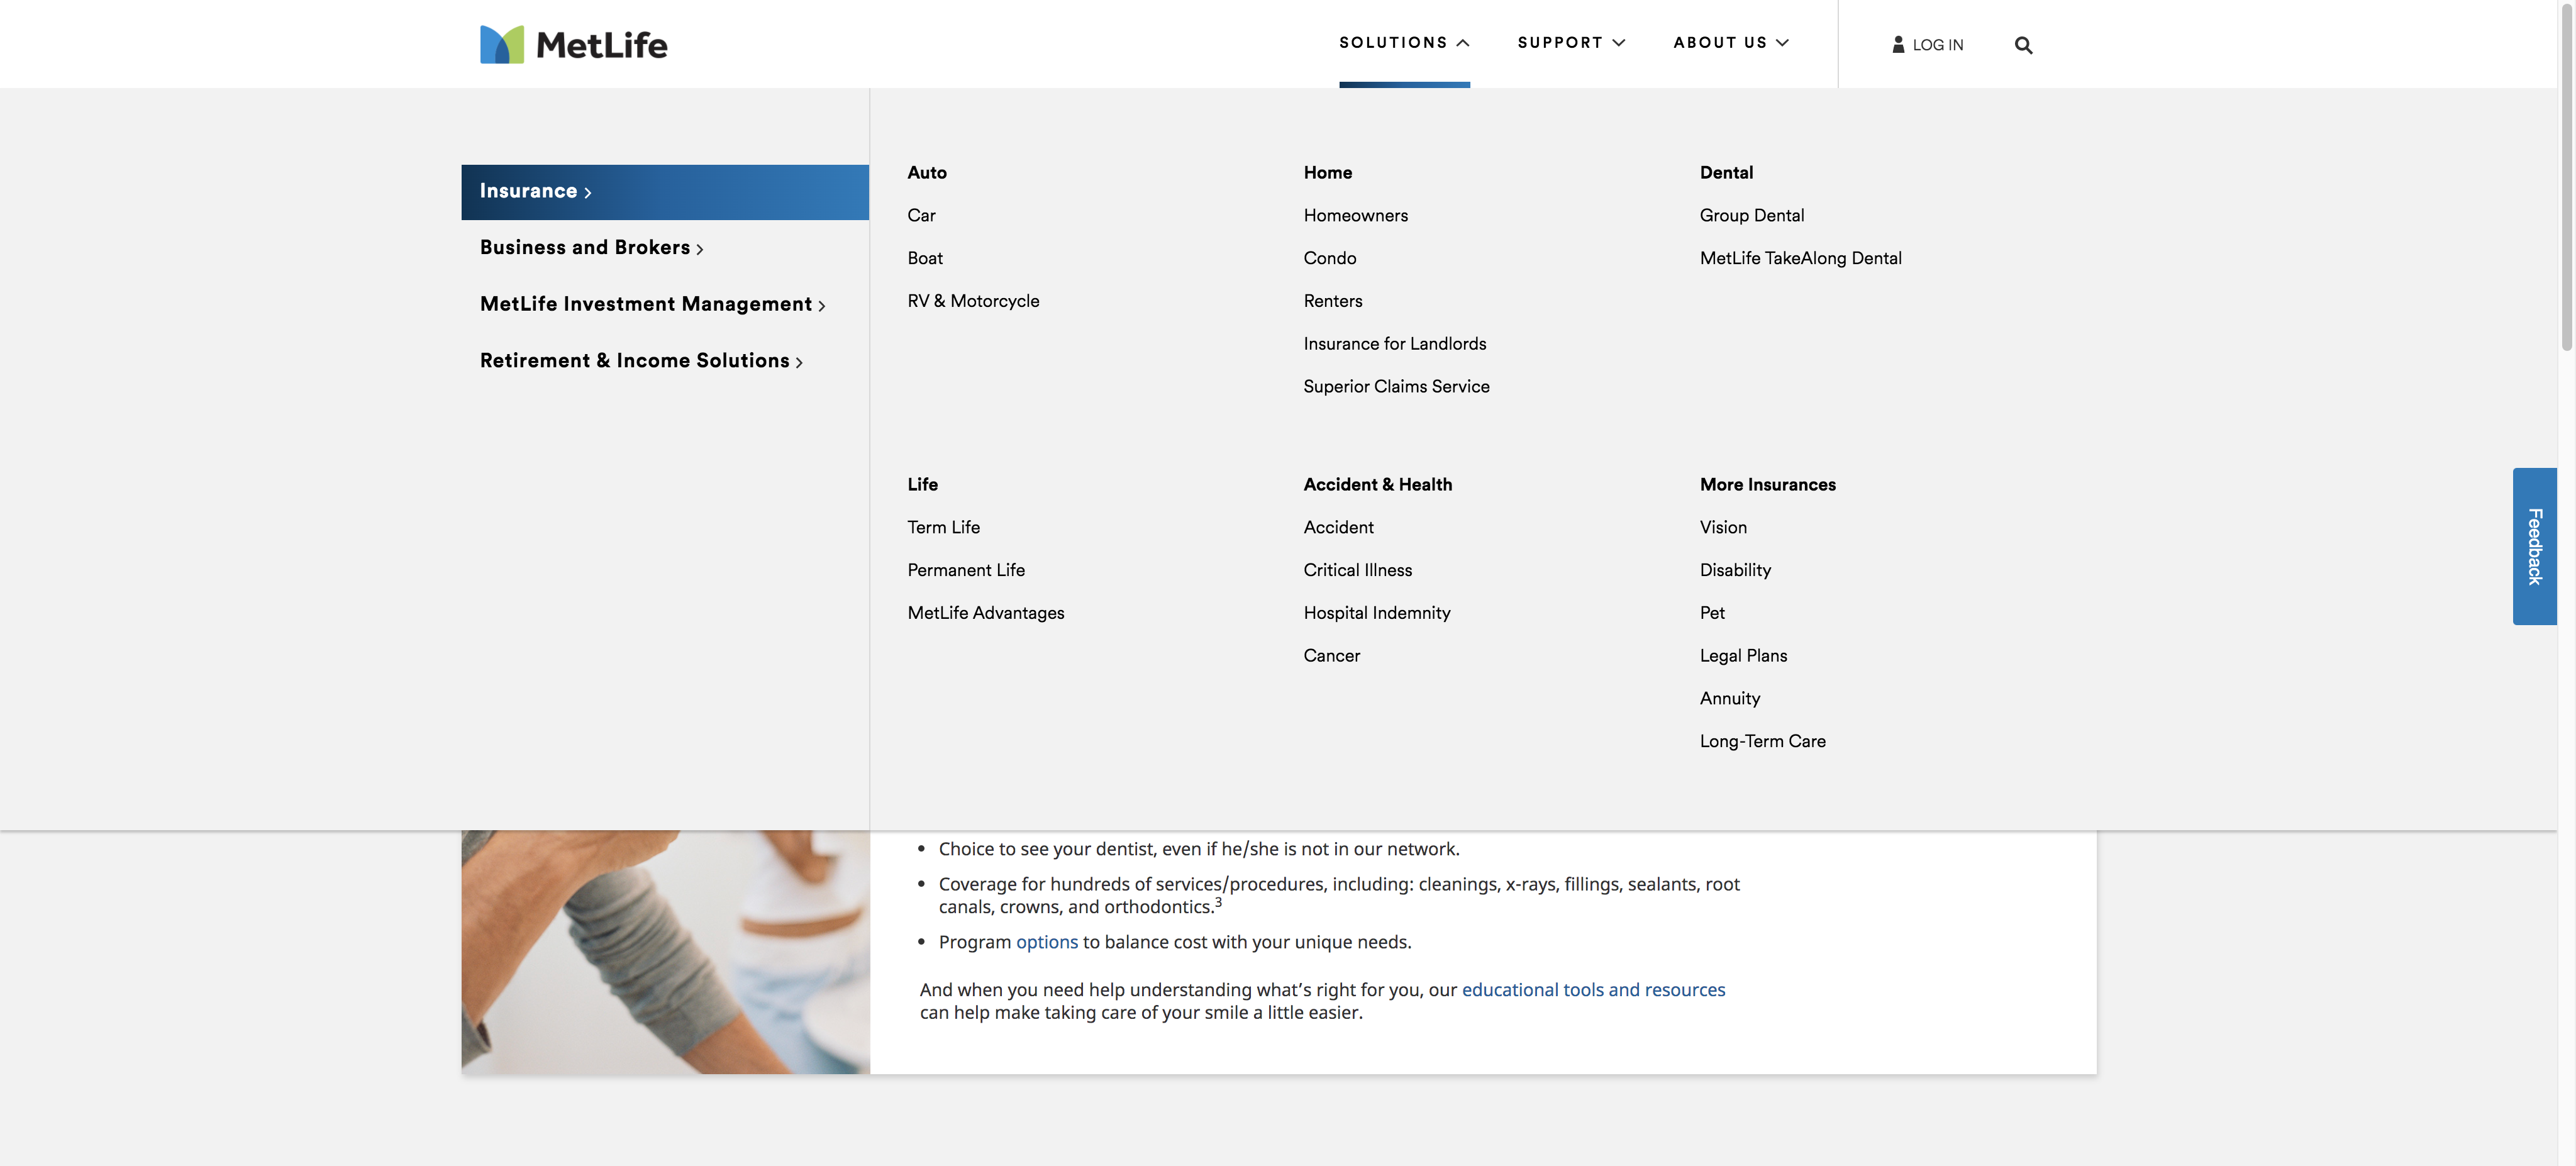 MetLife
SOLUTIONS
SUPPORT
ABOUT US
LOG IN
Insurance
Business and Brokers
MetLife Investment Management
Retirement & Income Solutions
Auto
Car
Boat
RV & Motorcycle
Home
Homeowners
Condo
Renters
Insurance for Landlords
Superior Claims Service
Dental
Group Dental
MetLife TakeAlong Dental
Life
Term Life
Permanent Life
MetLife Advantages
Accident & Health
Accident
Critical Illness
Hospital Indemnity
Cancer
More Insurances
Vision
Disability
Pet
Legal Plans
Annuity
Long-Term Care
Feedback
• Choice to see your dentist, even if he/she is not in our network.
• Coverage for hundreds of services/procedures, including: cleanings, x-rays, fillings, sealants, root
canals, crowns, and orthodontics.3
• Program options to balance cost with your unique needs.
And when you need help understanding what’s right for you, our educational tools and resources
can help make taking care of your smile a little easier.